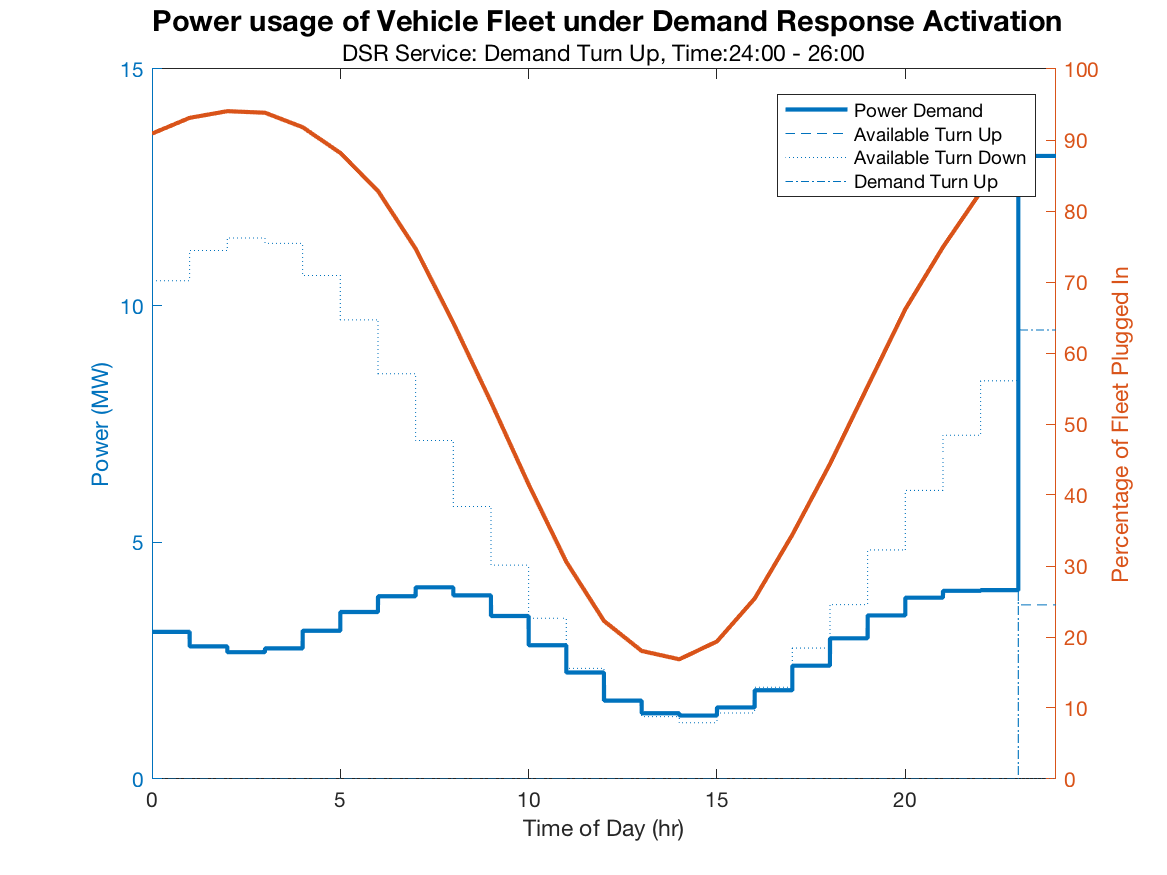 Power usage of Vehicle Fleet under Demand Response Activation
DSR Service: Demand Turn Up, Time:24:00 - 26:00
Power Demand
Available Turn Up
Available Turn Down
Demand Turn Up
15
10
5
0
Power (MW)
100
90
80
70
60
50
40
30
20
10
0
Percentage of Fleet Plugged In
0 5 10 15 20
Time of Day (hr)